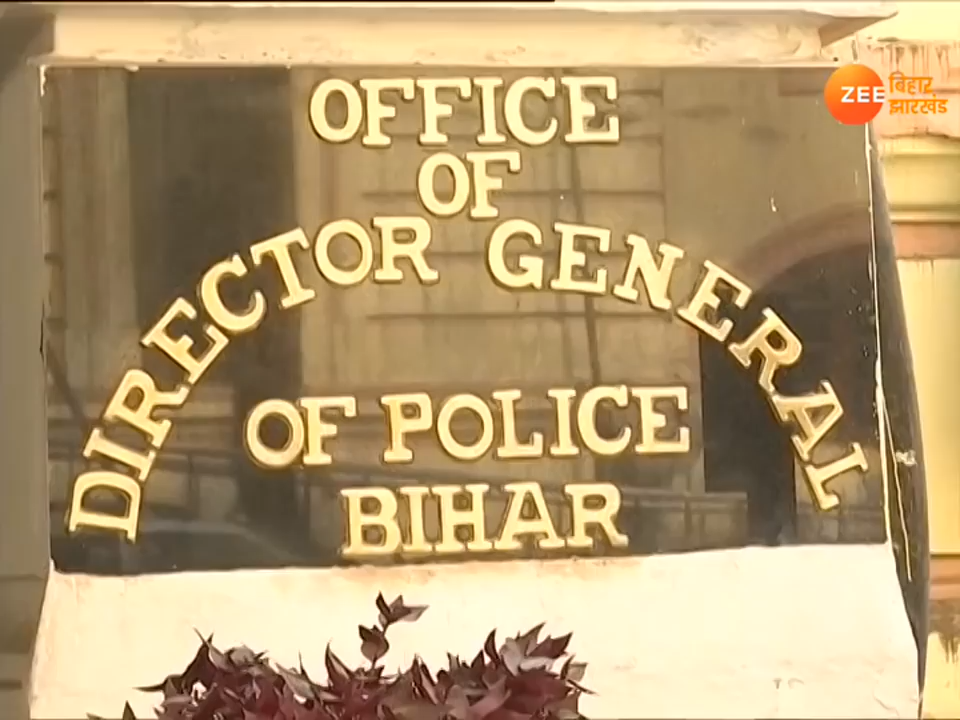 OFFICE
OF
DIRECTOR GENERAL
OF POLICE
BIHAR
ZEE बिहार झारखंड